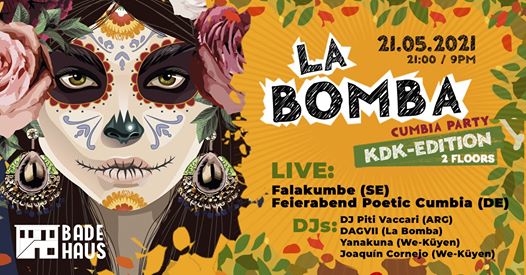 LA
BOMBA
21.05.2021
21:00 / 9PM
CUMBIA PARTY
KDK-EDITION
2 FLOORS
LIVE:
Falakumbe (SE)
Feierabend Poetic Cumbia (DE)
DJs:
DJ Piti Vaccari (ARG)
DAGVII (La Bomba)
Yanakuna (We-Küyen)
Joaquín Cornejo (We-Küyen)
BADE
HAUS